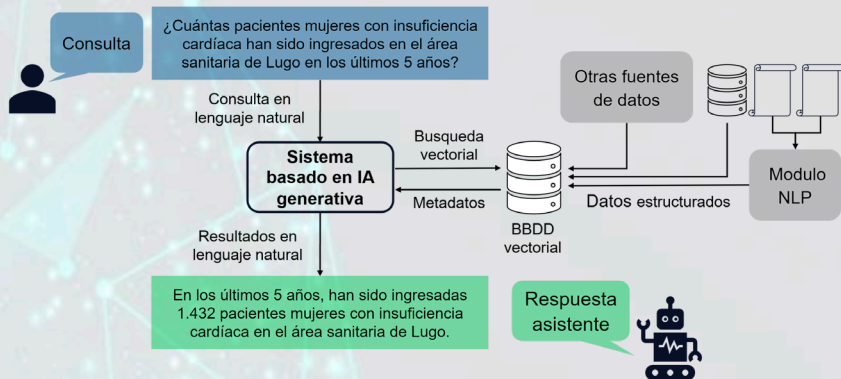 Consulta
¿Cuántas pacientes mujeres con insuficiencia
cardíaca han sido ingresados en el área
sanitaria de Lugo en los últimos 5 años?
Otras fuentes
de datos
Consulta en
lenguaje natural
Busqueda
vectorial
Sistema
basado en IA
generativa
Metadatos
BBDD
vectorial
Datos estructurados
Modulo
NLP
Resultados en
lenguaje natural
En los últimos 5 años, han sido ingresadas
1.432 pacientes mujeres con insuficiencia
cardíaca en el área sanitaria de Lugo.
Respuesta
asistente